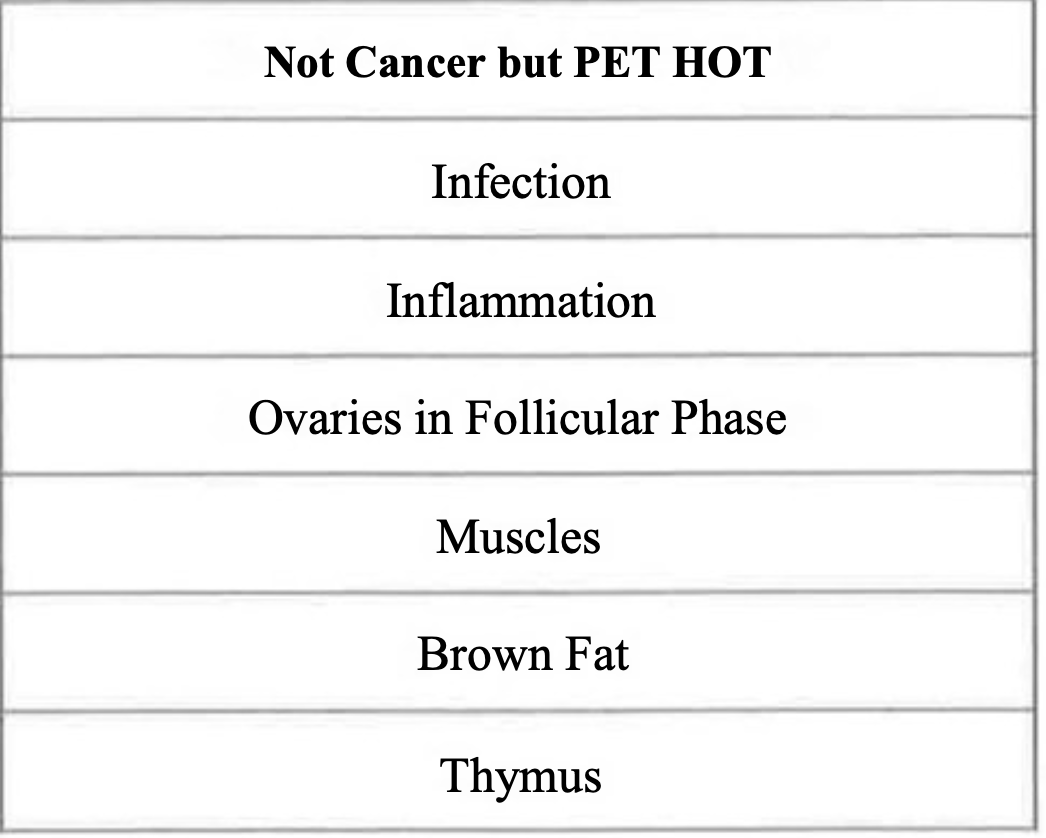 Not Cancer but PET HOT
Infection
Inflammation
Ovaries in Follicular Phase
Muscles
Brown Fat
Thymus